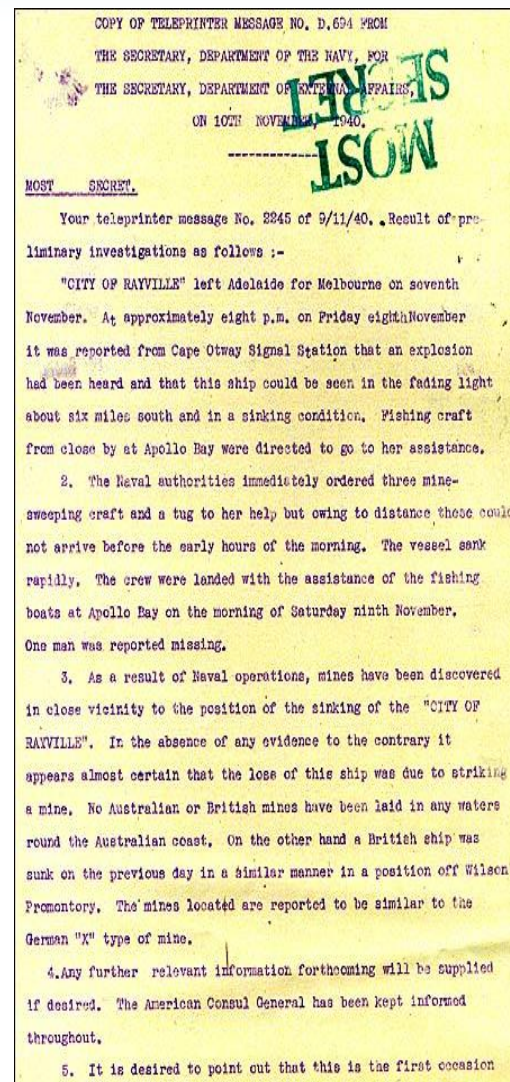 COPY OF TELEPRINTER MESSAGE NO. D.694 FROM
THE SECRETARY, DEPARTMENT OF THE NAVY, FOR
THE SECRETARY, DEPARTMENT OF EXTERNAL AFFAIRS,
ON 10TH NOVEMBER, 1940.
MOST SECRET
MOST SECRET.
Your teleprinter message No. 2245 of 9/11/40. Result of pre-
liminary investigations as follows :-
"CITY OF RAYVILLE" left Adelaide for Melbourne on seventh
November. At approximately eight p.m. on Friday eighthNovember
it was reported from Cape Otway Signal Station that an explosion
had been heard and that this ship could be seen in the fading light
about six miles south and in a sinking condition. Fishing craft
from close by at Apollo Bay were directed to go to her assistance.
2. The Naval authorities immediately ordered three mine-
sweeping craft and a tug to her help but owing to distance these could
not arrive before the early hours of the morning. The vessel sank
rapidly. The crew were landed with the assistance of the fishing
boats at Apollo Bay on the morning of Saturday ninth November.
One man was reported missing.
3. As a result of Naval operations, mines have been discovered
in close vicinity to the position of the sinking of the "CITY OF
RAYVILLE". In the absence of any evidence to the contrary it
appears almost certain that the loss of this ship was due to striking
a mine. No Australian or British mines have been laid in any waters
round the Australian coast. On the other hand a British ship was
sunk on the previous day in a similar manner in a position off Wilson
Promontory. The mines located are reported to be similar to the
German "X" type of mine.
4.Any further relevant information forthcoming will be supplied
if desired. The American Consul General has been kept informed
throughout.
5. It is desired to point out that this is the first occasion